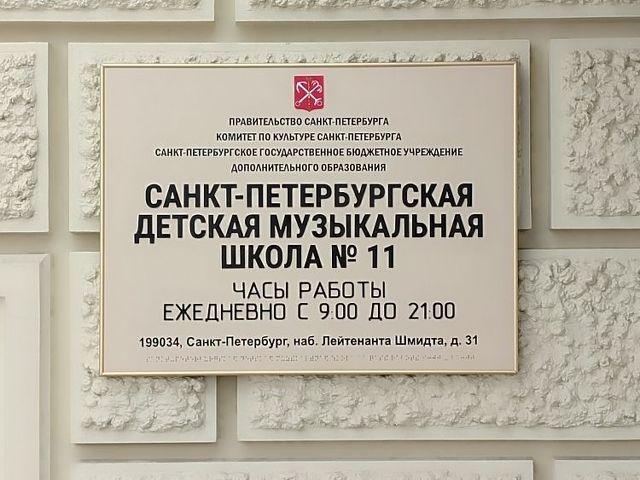 ПРАВИТЕЛЬСТВО САНКТ-ПЕТЕРБУРГА
КОМИТЕТ ПО КУЛЬТУРЕ САНКТ-ПЕТЕРБУРГА
САНКТ-ПЕТЕРБУРГСКОЕ ГОСУДАРСТВЕННОЕ БЮДЖЕТНОЕ УЧРЕЖДЕНИЕ
ДОПОЛНИТЕЛЬНОГО ОБРАЗОВАНИЯ
САНКТ-ПЕТЕРБУРГСКАЯ
ДЕТСКАЯ МУЗЫКАЛЬНАЯ
ШКОЛА № 11
ЧАСЫ РАБОТЫ
ЕЖЕДНЕВНО С 9:00 ДО 21:00
199034, Санкт-Петербург, наб. Лейтенанта Шмидта, д. 31